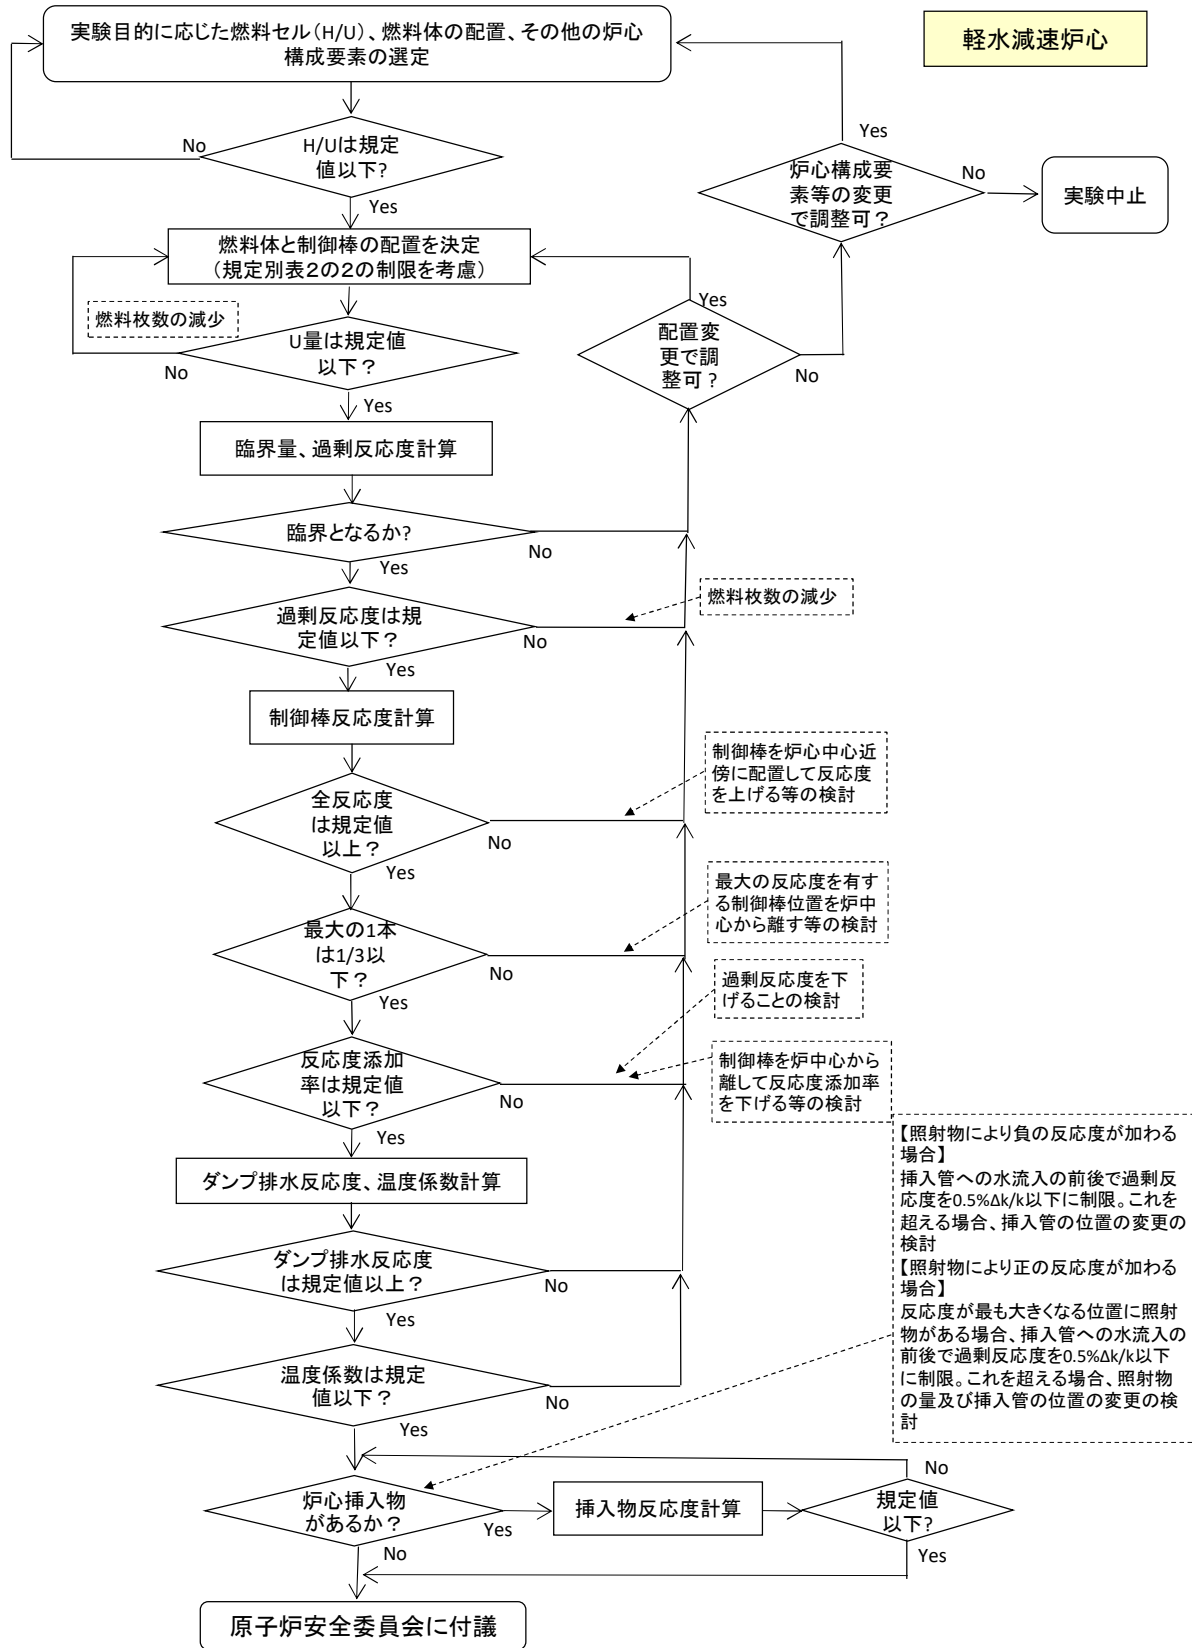 実験目的に応じた燃料セル(H/U)、燃料体の配置、その他の炉心
構成要素の選定
軽水減速炉心
No
H/Uは規定
値以下?
Yes
Yes
炉心構成要
素等の変更
で調整可？
No
実験中止
燃料体と制御棒の配置を決定
（規定別表２の２の制限を考慮）
燃料枚数の減少
U量は規定値
以下？
No
Yes
Yes
配置変
更で調
整可？
No
臨界量、過剰反応度計算
臨界となるか?
No
Yes
過剰反応度は規
定値以下？
No
燃料枚数の減少
Yes
制御棒反応度計算
制御棒を炉心中心近
傍に配置して反応度
を上げる等の検討
全反応度
は規定値
以上？
No
Yes
最大の反応度を有す
る制御棒位置を炉中
心から離す等の検討
最大の1本
は1/3以
下？
No
Yes
過剰反応度を下
げることの検討
反応度添加
率は規定値
以下？
No
制御棒を炉中心から
離して反応度添加率
を下げる等の検討
Yes
ダンプ排水反応度、温度係数計算
ダンプ排水反応度
は規定値以上？
No
Yes
温度係数は規定
値以下？
No
Yes
【照射物により負の反応度が加わる
場合】
挿入管への水流入の前後で過剰反
応度を0.5%Δk/k以下に制限。これを
超える場合、挿入管の位置の変更の
検討
【照射物により正の反応度が加わる
場合】
反応度が最も大きくなる位置に照射
物がある場合、挿入管への水流入の
前後で過剰反応度を0.5%Δk/k以下
に制限。これを超える場合、照射物
の量及び挿入管の位置の変更の検
討
炉心挿入物
があるか？
Yes
挿入物反応度計算
No
規定値
以下?
No
Yes
原子炉安全委員会に付議